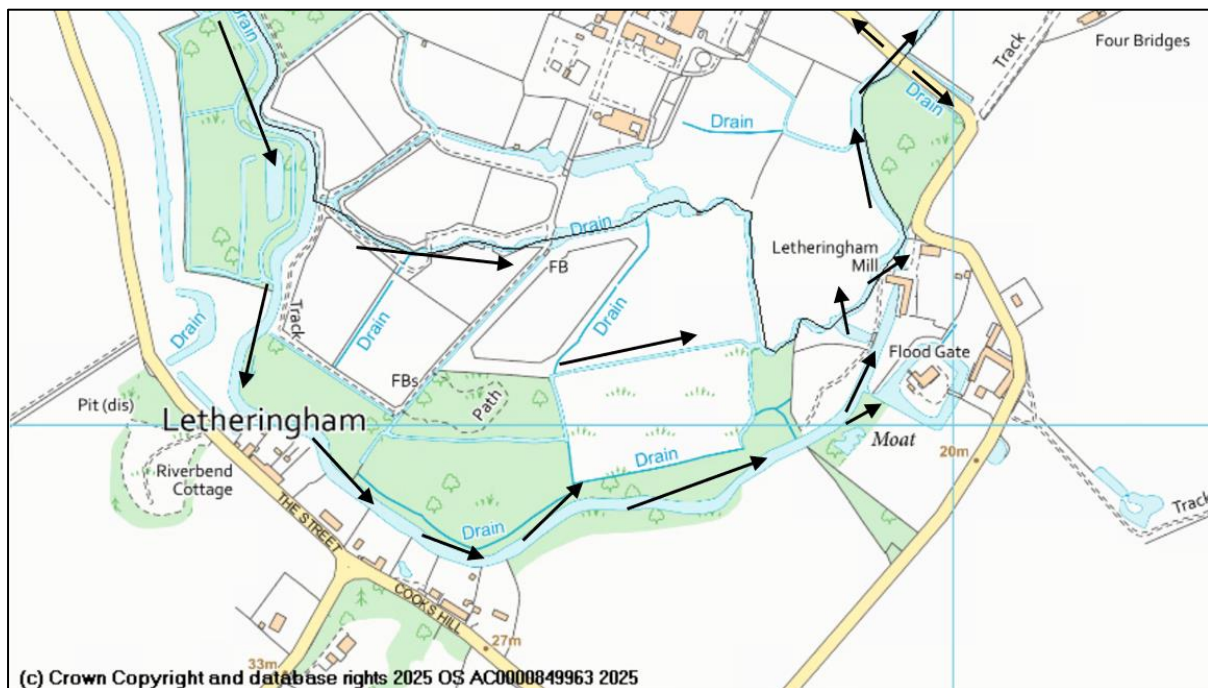 Drain
Track
Four Bridges
Drain
Drain
Drain
Letheringham
Mill
FB
Track
Drain
Drain
Flood Gate
FBs
Path
Pit (dis)
Letheringham
Moat
Riverbend
Cottage
Drain
20m
THE STREET
Drain
Track
COOKS HILL
27m
33m
Drain
(c) Crown Copyright and database rights 2025 OS AC0000849963 2025